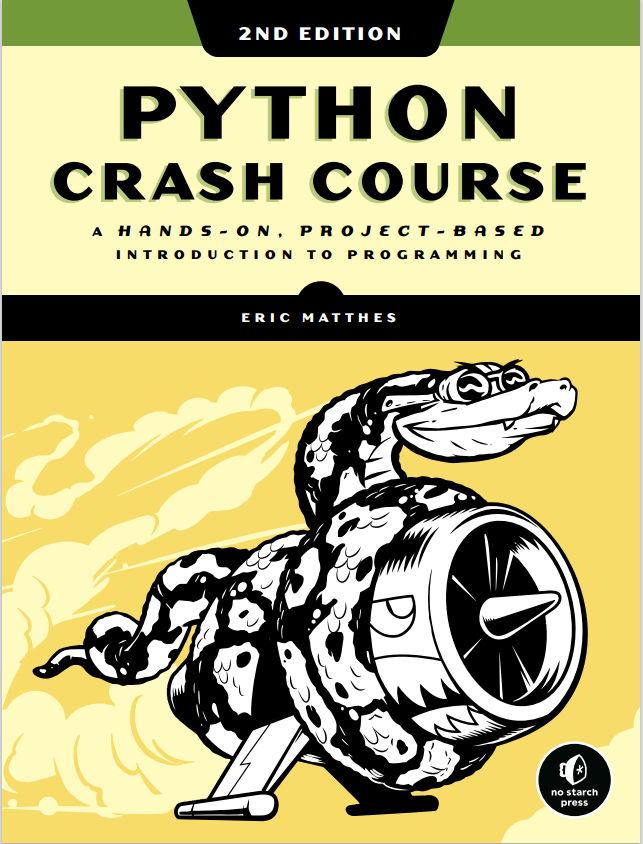 2ND EDITION
PYTHON
CRASH COURSE
A HANDS-ON, PROJECT-BASED
INTRODUCTION TO PROGRAMMING
ERIC MATTHES
no starch
press